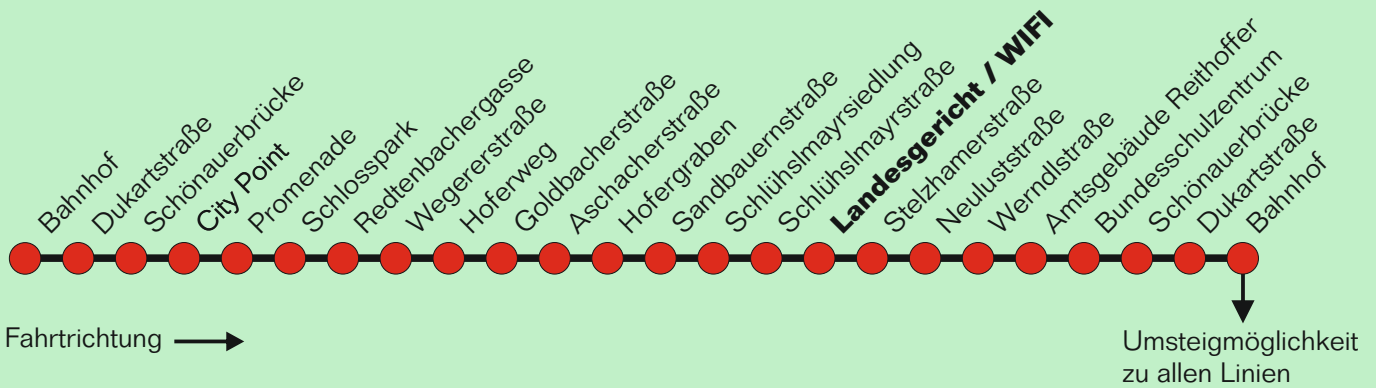 Bahnhof
Dukartstraße
Schönauerbrücke
City Point
Promenade
Schlosspark
Redtenbachergasse
Wegererstraße
Hoferweg
Goldbacherstraße
Aschacherstraße
Hofergraben
Sandbauernstraße
Schlühslmayrsiedlung
Schlühslmayrstraße
Landesgericht / WIFI
Stelzhamerstraße
Neuluststraße
Werndlstraße
Amtsgebäude Reithoffer
Bundesschulzentrum
Schönauerbrücke
Dukartstraße
Bahnhof
Fahrtrichtung
Umsteigmöglichkeit
zu allen Linien